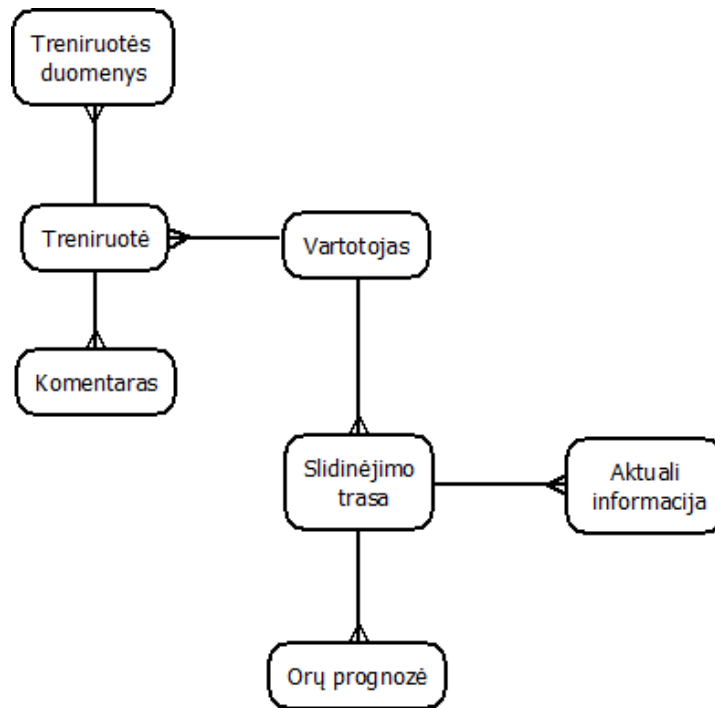 Treniruotės
duomenys
Treniruotė
Vartotojas
Komentaras
Slidinėjimo
trasa
Aktuali
informacija
Orų prognozė